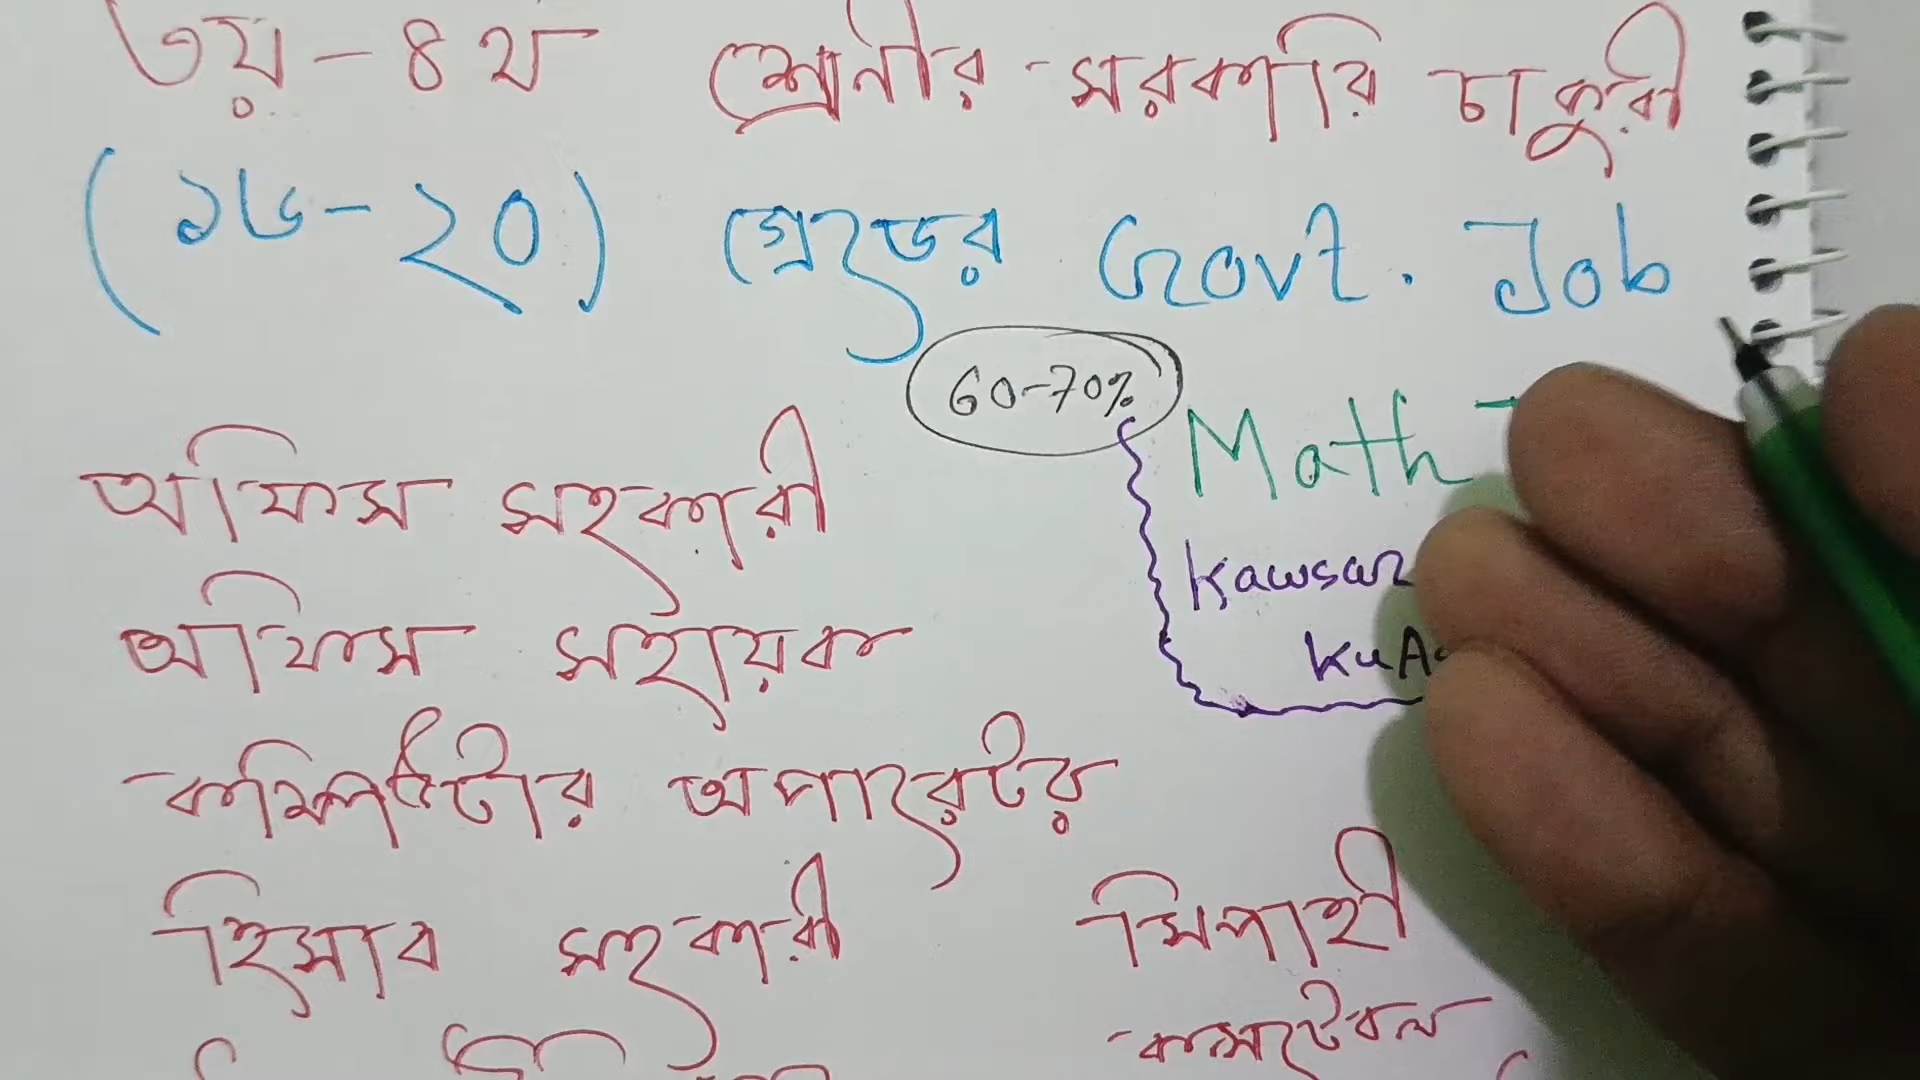 ৩য় - ৪র্থ শ্রেনীর সরকারি চাকুরী
(১৬-২০) গ্রেডের Govt. Job
60-70%
Math
অফিস সহকারী
Kawsar
অফিস সহায়ক
KuA
কম্পিউটার অপারেটর
হিসাব সহকারী
সিপাহী
কনস্টেবল